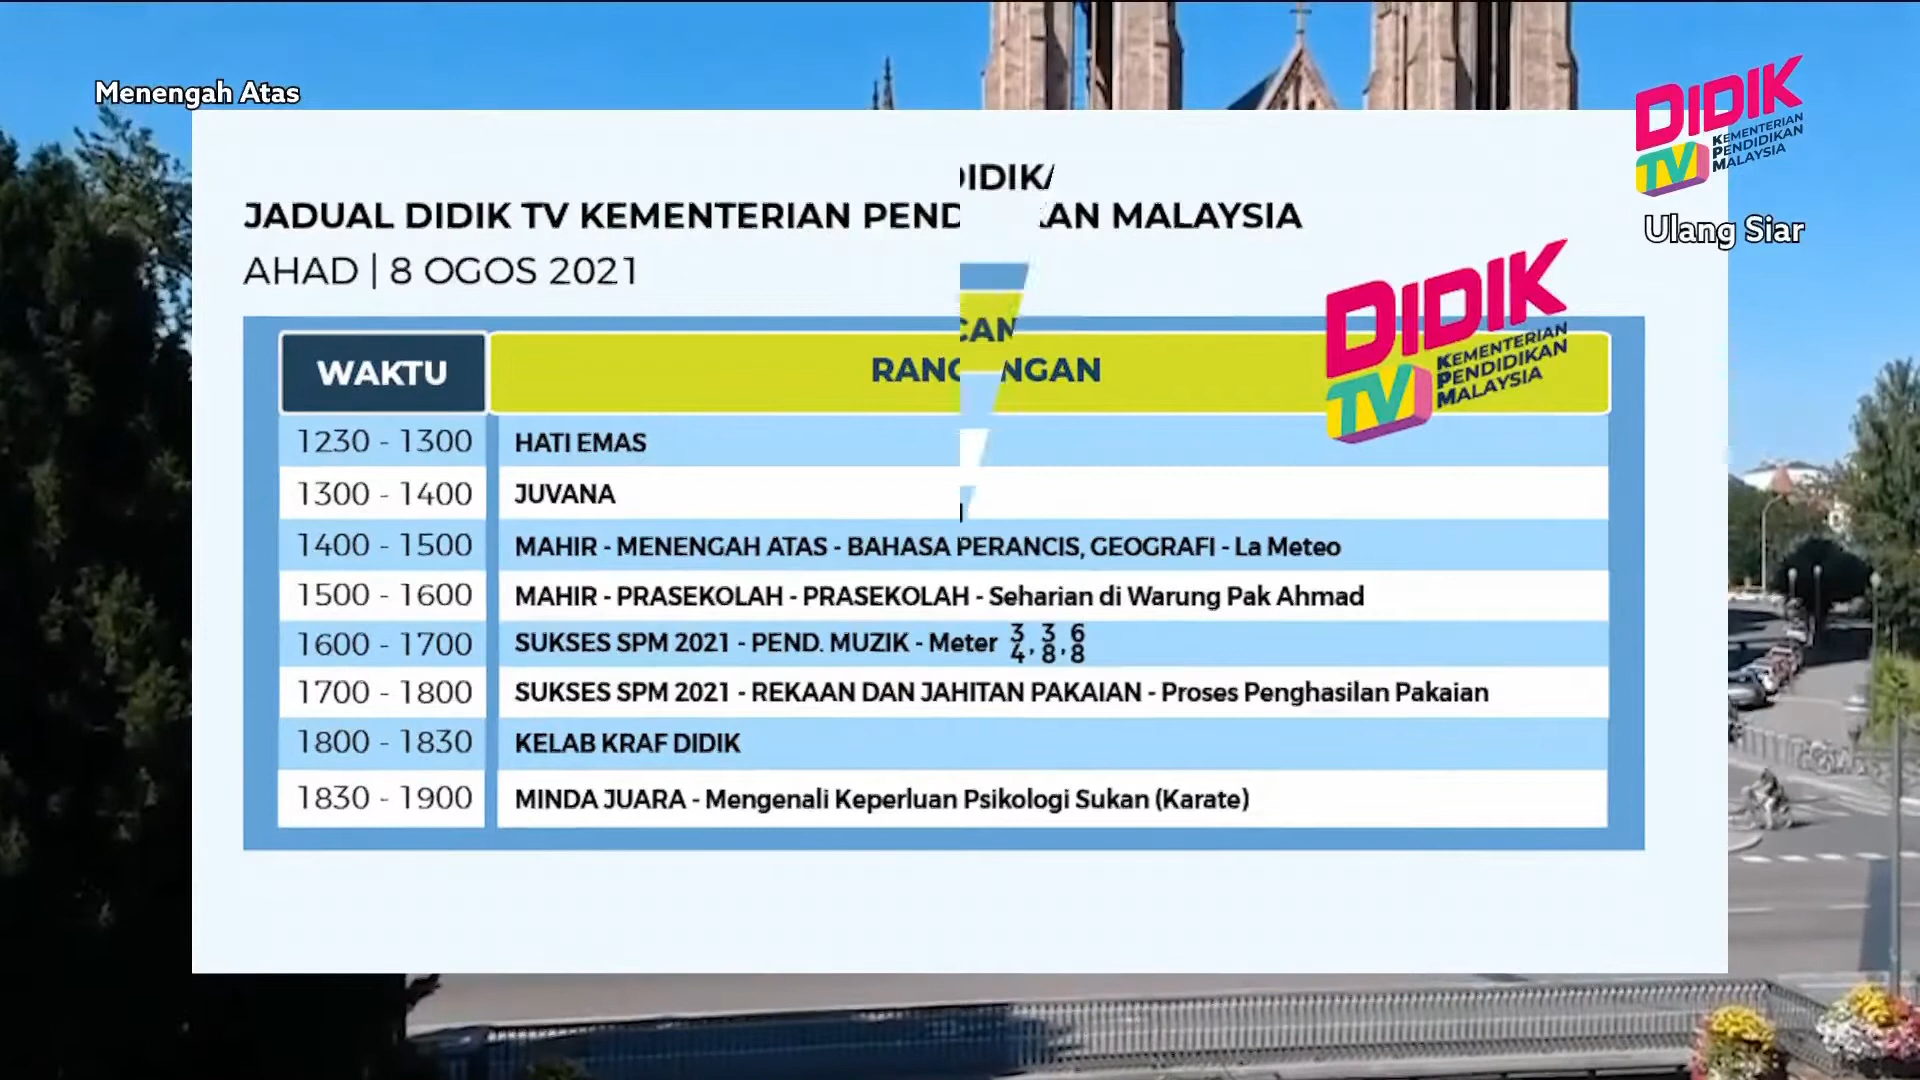 Menengah Atas
DIDIK
TV KEMENTERIAN
PENDIDIKAN
MALAYSIA
Ulang Siar
JADUAL DIDIK TV KEMENTERIAN PENDIDIKAN MALAYSIA
AHAD | 8 OGOS 2021
DIDIK
TV KEMENTERIAN
PENDIDIKAN
MALAYSIA
WAKTU RANCANGAN
1230 - 1300 HATI EMAS
1300 - 1400 JUVANA
1400 - 1500 MAHIR - MENENGAH ATAS - BAHASA PERANCIS, GEOGRAFI - La Meteo
1500 - 1600 MAHIR - PRASEKOLAH - PRASEKOLAH - Seharian di Warung Pak Ahmad
1600 - 1700 SUKSES SPM 2021 - PEND. MUZIK - Meter 3/4, 3/8, 6/8
1700 - 1800 SUKSES SPM 2021 - REKAAN DAN JAHITAN PAKAIAN - Proses Penghasilan Pakaian
1800 - 1830 KELAB KRAF DIDIK
1830 - 1900 MINDA JUARA - Mengenali Keperluan Psikologi Sukan (Karate)